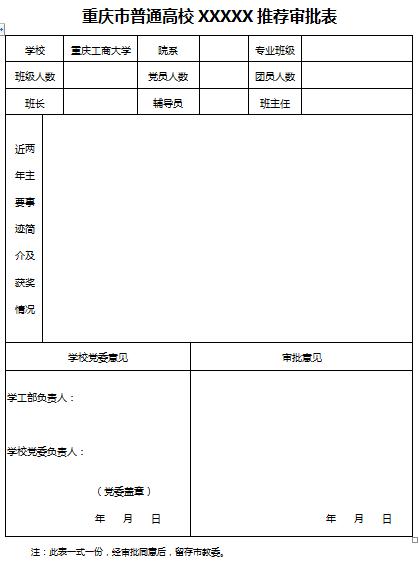 重庆市普通高校 XXXXX 推荐审批表
学校 重庆工商大学 院系 专业班级
班级人数 党员人数 团员人数
班长 辅导员 班主任
近两
年主
要事
迹简
介及
获奖
情况
学校党委意见 审批意见
学工部负责人：
学校党委负责人：
（党委盖章）
年 月 日 年 月 日
注：此表一式一份，经审批同意后，留存市教委。